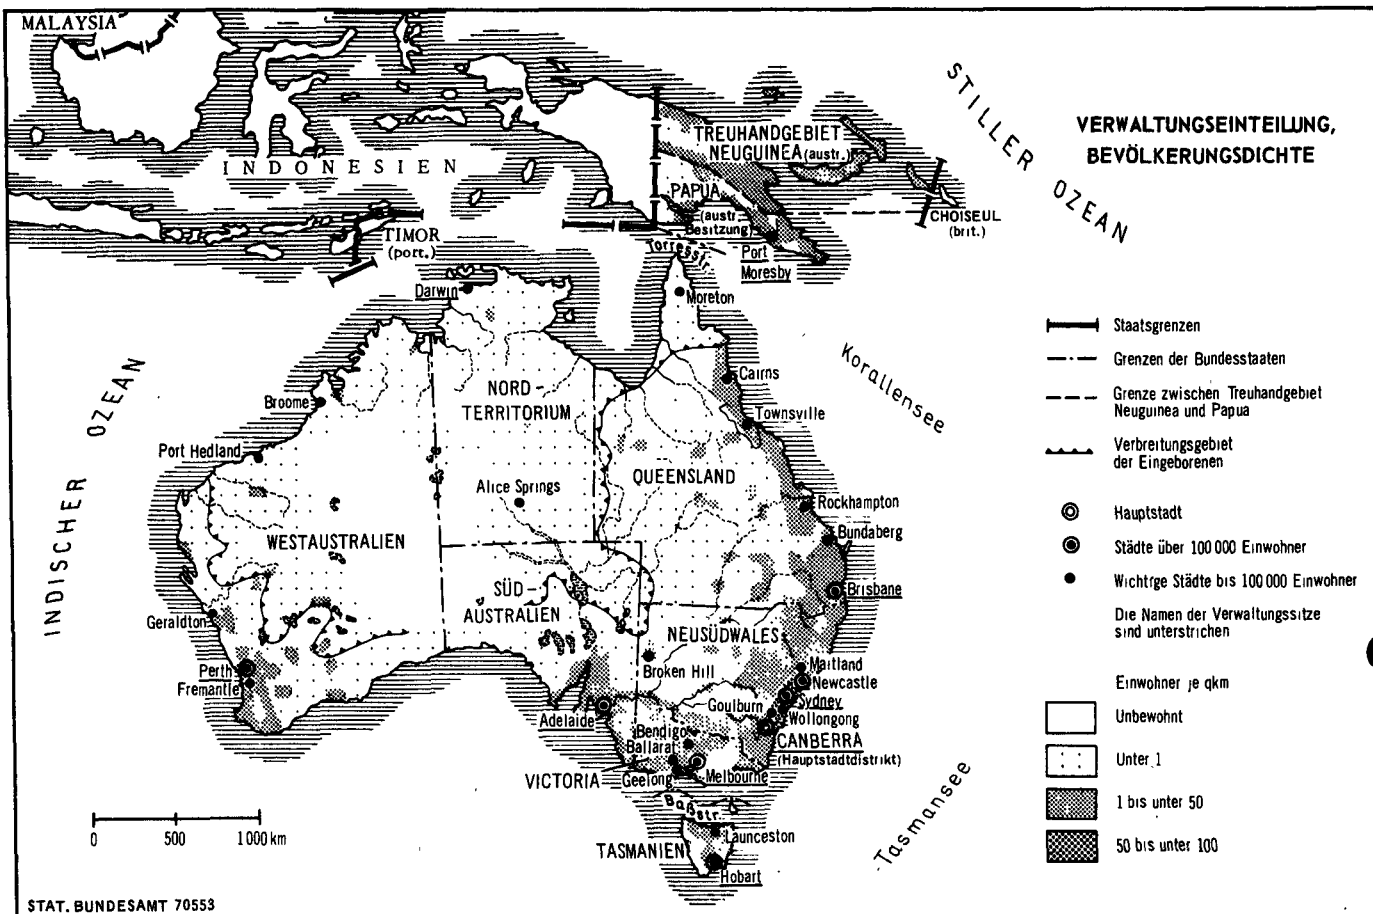 MALAYSIA
STILLER OZEAN
VERWALTUNGSEINTEILUNG,
BEVÖLKERUNGSDICHTE
TREUHANDGEBIET
NEUGUINEA (austr.)
INDONESIEN
PAPUA
(austr.
Besitzung)
CHOISEUL
(brit.)
TIMOR
(port.)
Torresstr.
Port
Moresby
Darwin
Moreton
Staatsgrenzen
Korallensee
Grenzen der Bundesstaaten
INDISCHER OZEAN
Cairns
NORD
TERRITORIUM
Broome
Grenze zwischen Treuhandgebiet
Neuguinea und Papua
Townsville
Port Hedland
Verbreitungsgebiet
der Eingeborenen
QUEENSLAND
Alice Springs
Rockhampton
Hauptstadt
Bundaberg
WESTAUSTRALIEN
Städte über 100 000 Einwohner
SÜD
AUSTRALIEN
Brisbane
Wichtrge Städte bis 100 000 Einwohner
Geraldton
Die Namen der Verwaltungssitze
sind unterstrichen
NEUSÜDWALES
Perth
Fremantle
Broken Hill
Maitland
Newcastle
Einwohner je qkm
Sydney
Goulburn
Wollongong
Adelaide
Unbewohnt
Bendigo
Ballarat
CANBERRA
(Hauptstadtdistrikt)
Unter 1
VICTORIA
Geelong
Melbourne
Baßstr.
1 bis unter 50
Tasmansee
0 500 1 000 km
Launceston
50 bis unter 100
TASMANIEN
Hobart
STAT. BUNDESAMT 70553